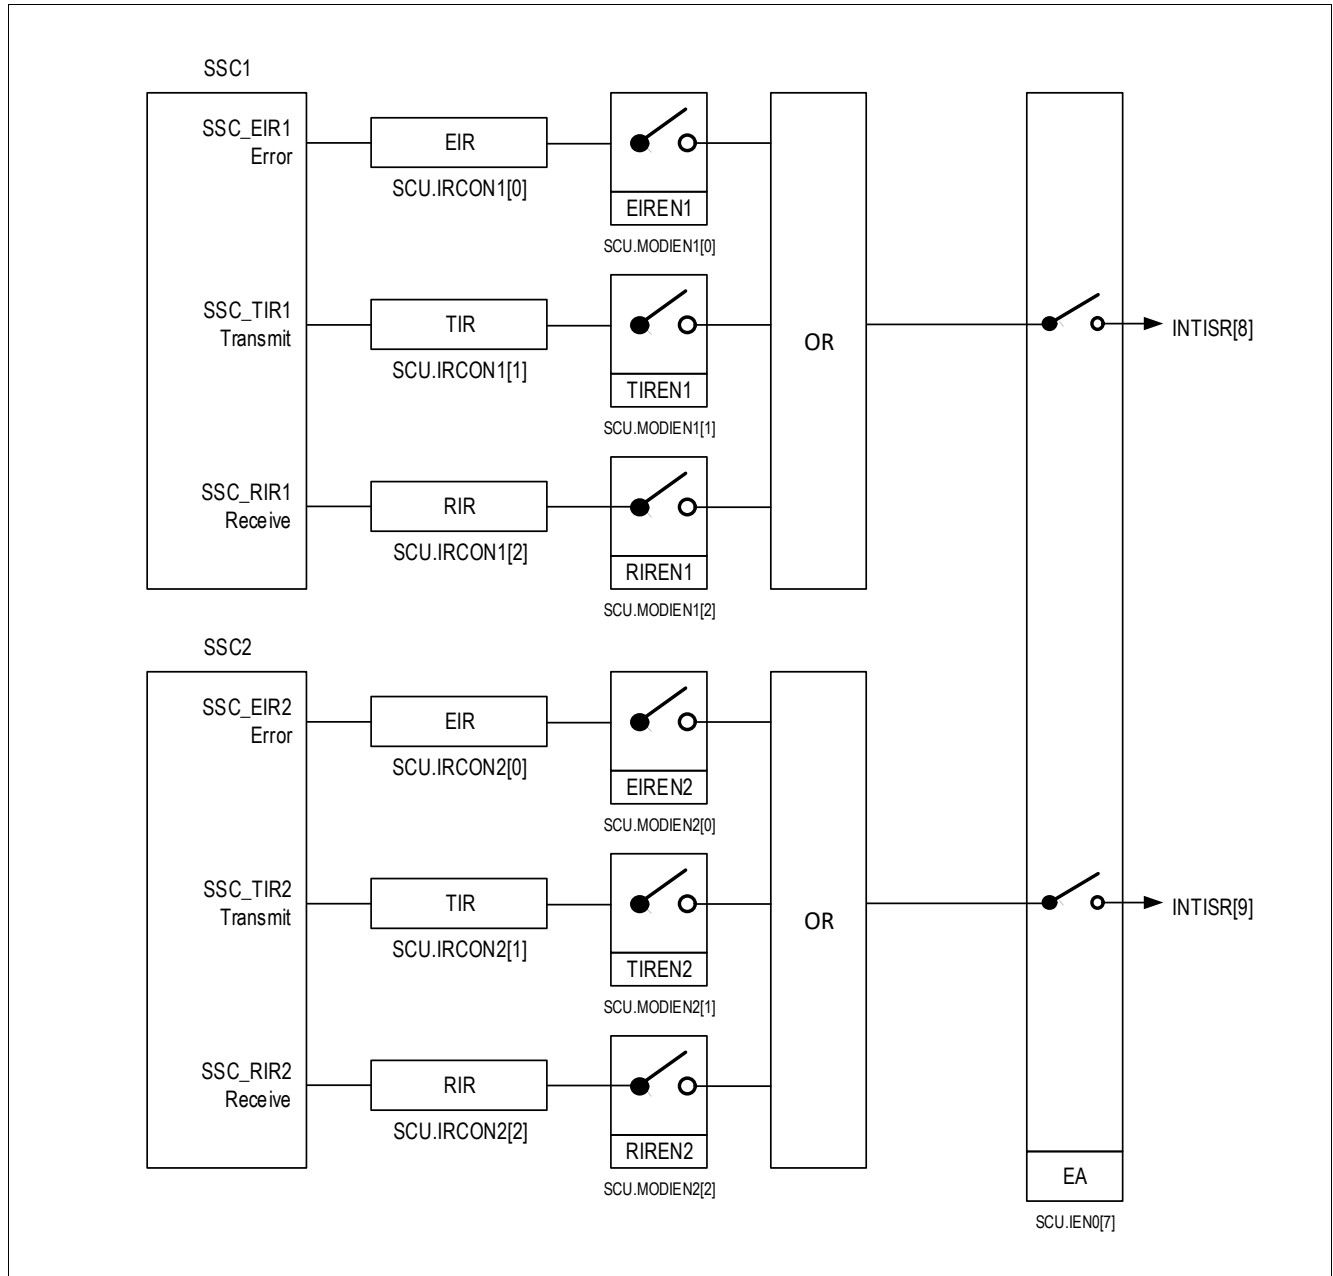 SSC1
SSC_EIR1
Error
EIR
SCU.IRCON1[0]
EIREN1
SCU.MODIEN1[0]
SSC_TIR1
Transmit
TIR
SCU.IRCON1[1]
TIREN1
SCU.MODIEN1[1]
OR
INTISR[8]
SSC_RIR1
Receive
RIR
SCU.IRCON1[2]
RIREN1
SCU.MODIEN1[2]
SSC2
SSC_EIR2
Error
EIR
SCU.IRCON2[0]
EIREN2
SCU.MODIEN2[0]
SSC_TIR2
Transmit
TIR
SCU.IRCON2[1]
TIREN2
SCU.MODIEN2[1]
OR
INTISR[9]
SSC_RIR2
Receive
RIR
SCU.IRCON2[2]
RIREN2
SCU.MODIEN2[2]
EA
SCU.IEN0[7]